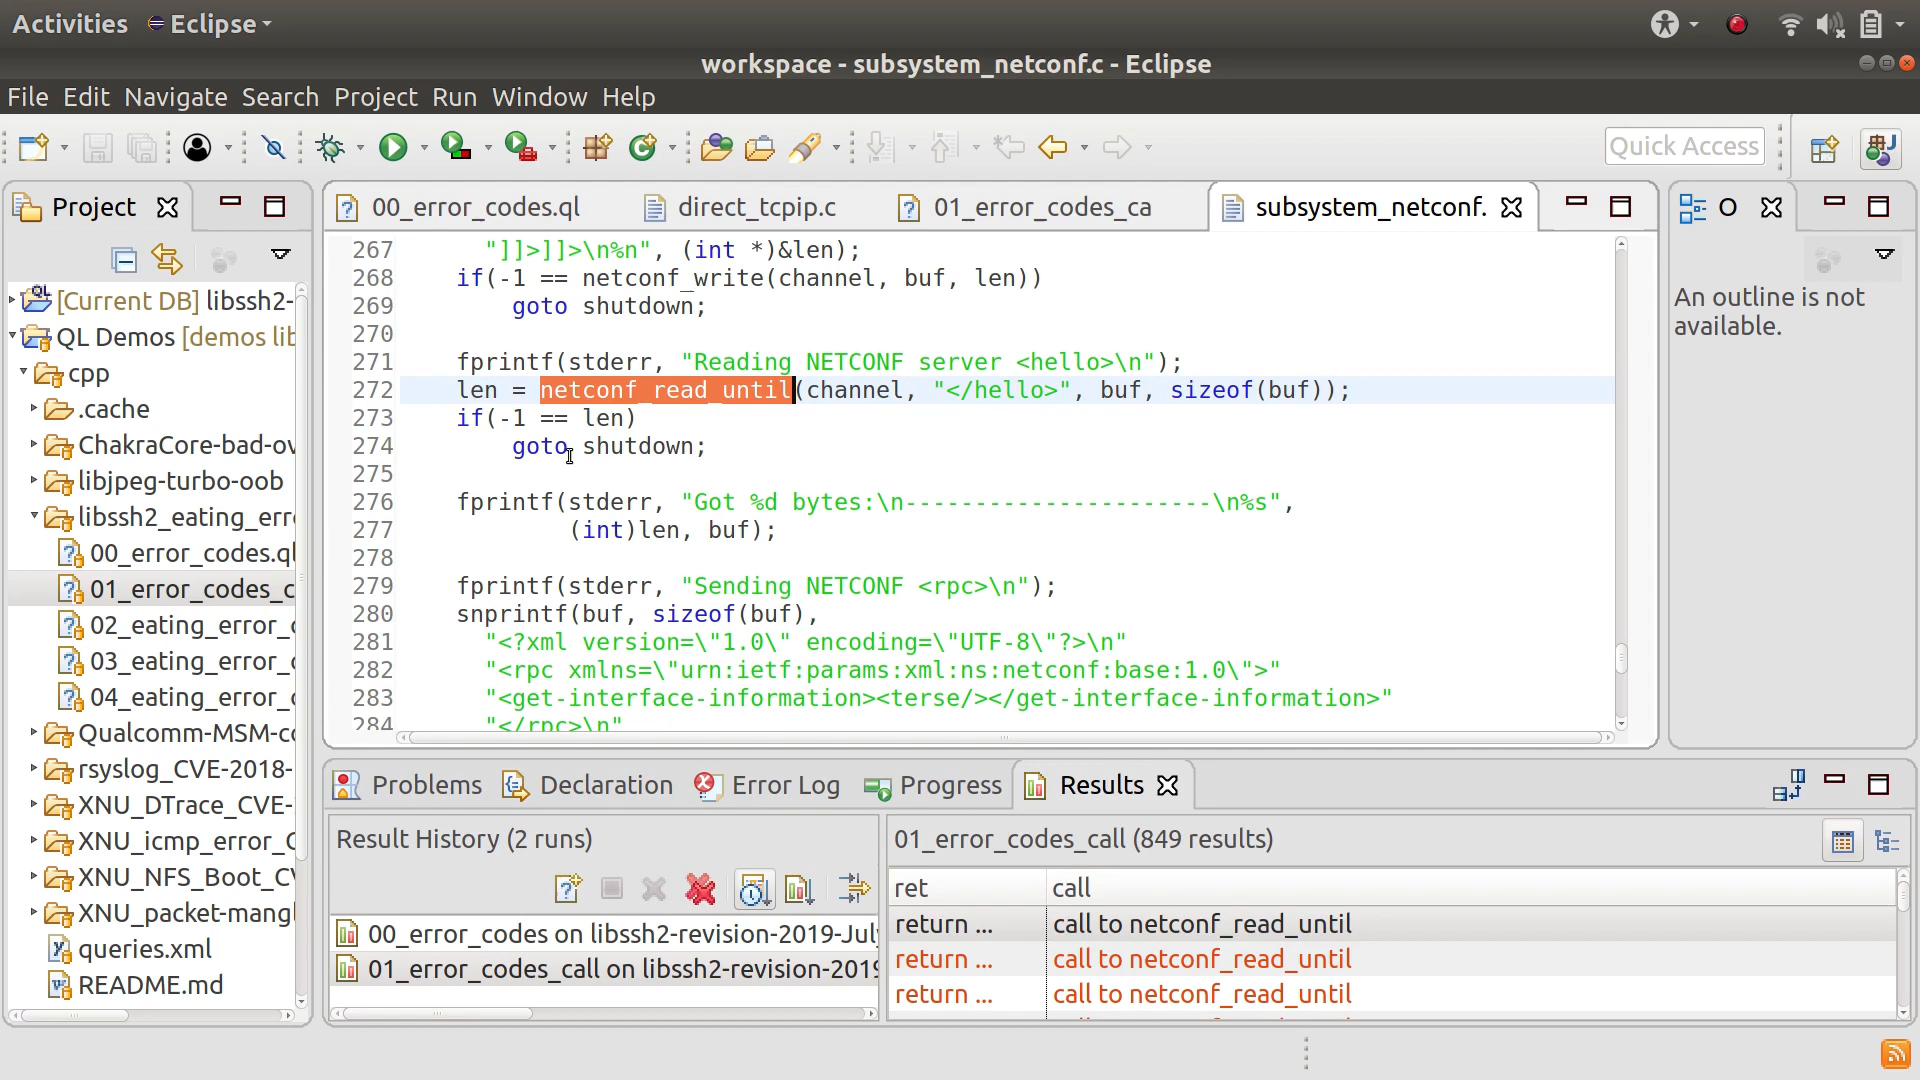 Activities Eclipse
workspace - subsystem_netconf.c - Eclipse
File Edit Navigate Search Project Run Window Help
Quick Access
Project
00_error_codes.ql direct_tcpip.c 01_error_codes_ca subsystem_netconf.
O
[Current DB] libssh2-
QL Demos [demos lib
cpp
.cache
ChakraCore-bad-ov
libjpeg-turbo-oob
libssh2_eating_erro
00_error_codes.ql
01_error_codes_c
02_eating_error_c
03_eating_error_c
04_eating_error_c
Qualcomm-MSM-co
rsyslog_CVE-2018-
XNU_DTrace_CVE-
XNU_icmp_error_C
XNU_NFS_Boot_CV
XNU_packet-mangl
queries.xml
README.md
267 "]]>]]>\n%n", (int *)&len);
268 if(-1 == netconf_write(channel, buf, len))
269 goto shutdown;
270
271 fprintf(stderr, "Reading NETCONF server <hello>\n");
272 len = netconf_read_until(channel, "</hello>", buf, sizeof(buf));
273 if(-1 == len)
274 goto shutdown;
275
276 fprintf(stderr, "Got %d bytes:\n----------------------\n%s",
277 (int)len, buf);
278
279 fprintf(stderr, "Sending NETCONF <rpc>\n");
280 snprintf(buf, sizeof(buf),
281 "<?xml version=\"1.0\" encoding=\"UTF-8\"?>\n"
282 "<rpc xmlns=\"urn:ietf:params:xml:ns:netconf:base:1.0\">"
283 "<get-interface-information><terse/></get-interface-information>"
284 "</rpc>\n"
An outline is not
available.
Problems Declaration Error Log Progress Results
Result History (2 runs)
00_error_codes on libssh2-revision-2019-July
01_error_codes_call on libssh2-revision-2019
01_error_codes_call (849 results)
ret call
return ... call to netconf_read_until
return ... call to netconf_read_until
return ... call to netconf_read_until